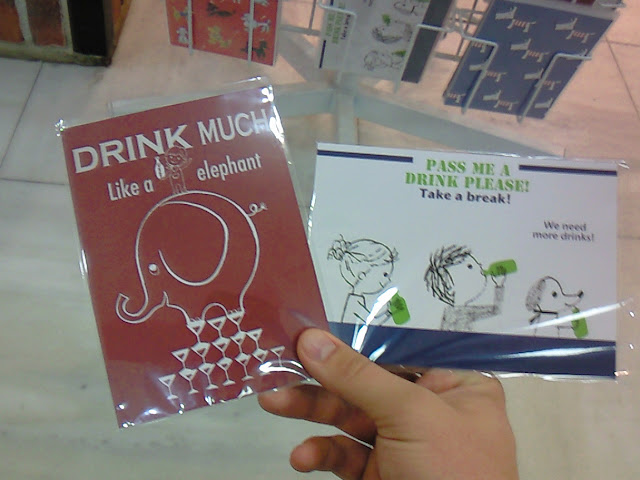 DRINK MUCH
Like a elephant
PASS ME A
DRINK PLEASE!
Take a break!
We need
more drinks!